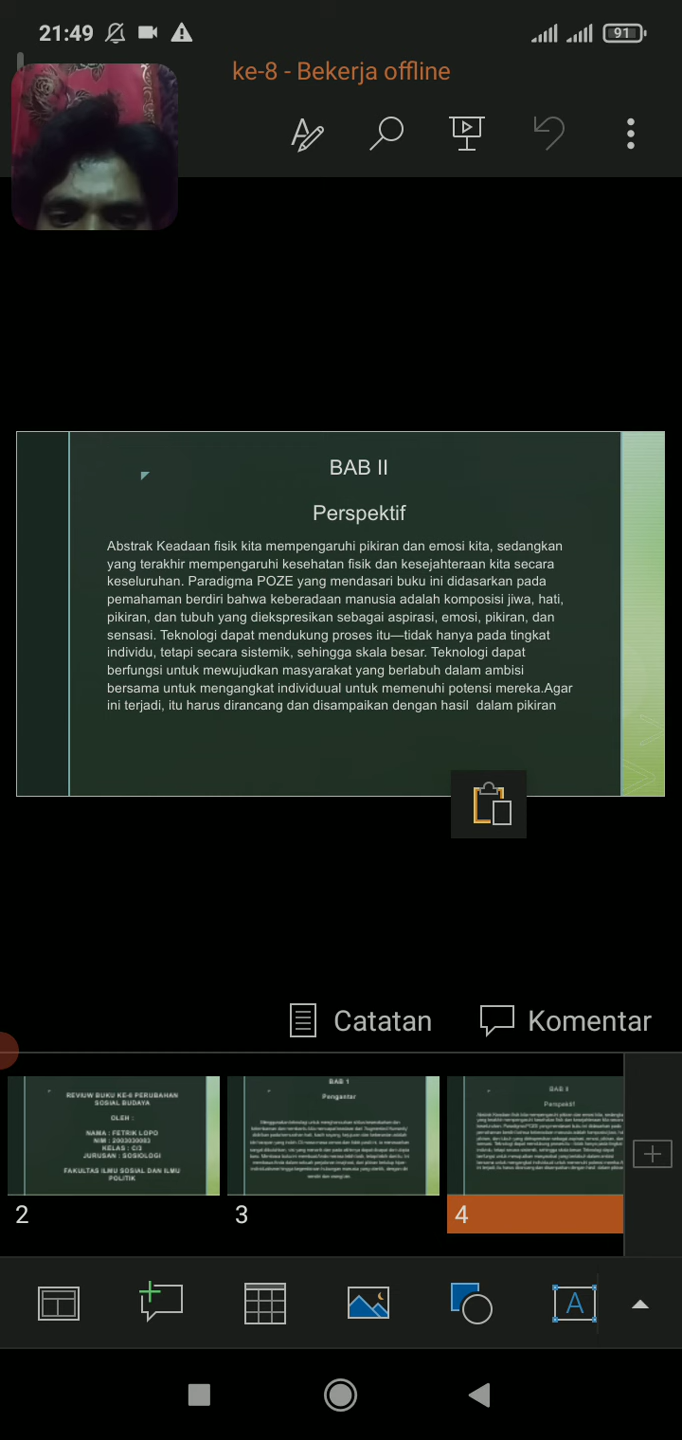 21:49
91
ke-8 - Bekerja offline
BAB II
Perspektif
Abstrak Keadaan fisik kita mempengaruhi pikiran dan emosi kita, sedangkan
yang terakhir mempengaruhi kesehatan fisik dan kesejahteraan kita secara
keseluruhan. Paradigma POZE yang mendasari buku ini didasarkan pada
pemahaman berdiri bahwa keberadaan manusia adalah komposisi jiwa, hati,
pikiran, dan tubuh yang diekspresikan sebagai aspirasi, emosi, pikiran, dan
sensasi. Teknologi dapat mendukung proses itu—tidak hanya pada tingkat
individu, tetapi secara sistemik, sehingga skala besar. Teknologi dapat
berfungsi untuk mewujudkan masyarakat yang berlabuh dalam ambisi
bersama untuk mengangkat individuual untuk memenuhi potensi mereka.Agar
ini terjadi, itu harus dirancang dan disampaikan dengan hasil  dalam pikiran
Catatan
Komentar
REVIUW BUKU KE-8 PERUBAHAN
SOSIAL BUDAYA
OLEH :
NAMA : FETRIK LOPO
KELAS : C/3
JURUSAN : SOSIOLOGI
FAKULTAS ILMU SOSIAL DAN ILMU
POLITIK
2
BAB 1
Pengantar
3
BAB II
Perspektif
4
A